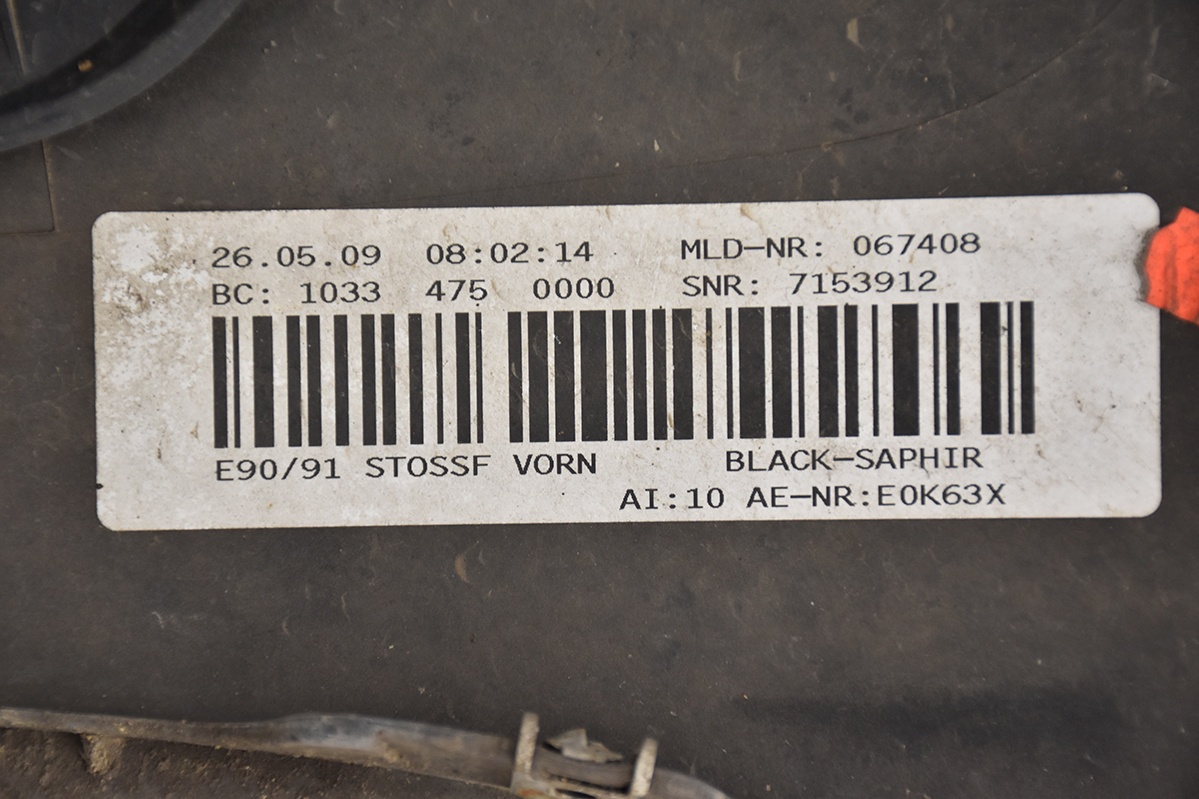 26.05.09 08:02:14 MLD-NR: 067408
BC: 1033 475 0000 SNR: 7153912
E90/91 STOSSF VORN BLACK-SAPHIR
AI:10 AE-NR:E0K63X